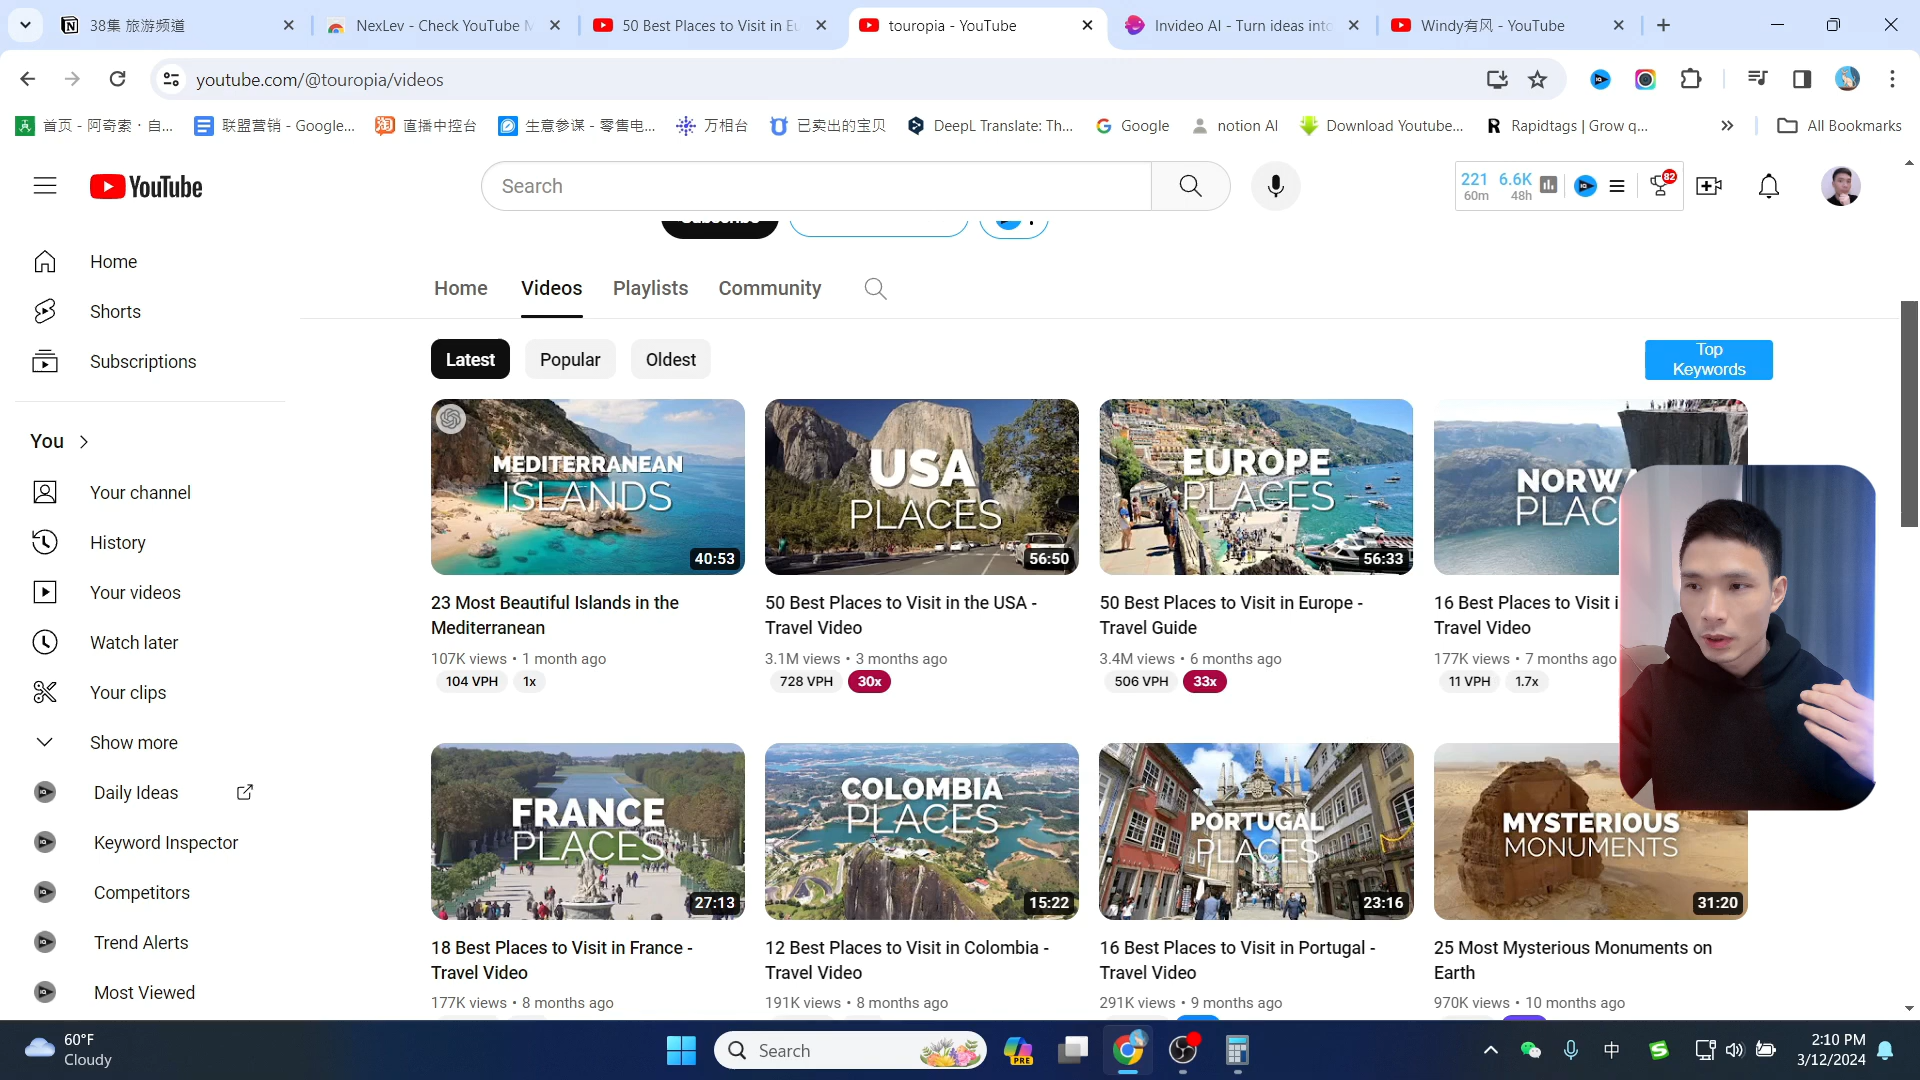 38集 旅游频道
NexLev - Check YouTube M
50 Best Places to Visit in Eu
touropia - YouTube
Invideo AI - Turn ideas into
Windy有风 - YouTube
youtube.com/@touropia/videos
首页 - 阿奇索 · 自...
联盟营销 - Google...
直播中控台
生意参谋 - 零售电...
万相台
已卖出的宝贝
DeepL Translate: Th...
Google
notion AI
Download Youtube...
Rapidtags | Grow q...
All Bookmarks
YouTube
Search
221 6.6K
60m 48h
82
Home
Shorts
Subscriptions
You
Your channel
History
Your videos
Watch later
Your clips
Show more
Daily Ideas
Keyword Inspector
Competitors
Trend Alerts
Most Viewed
Home Videos Playlists Community
Latest Popular Oldest
Top
Keywords
MEDITERRANEAN
ISLANDS
40:53
23 Most Beautiful Islands in the
Mediterranean
107K views • 1 month ago
104 VPH 1x
USA
PLACES
56:50
50 Best Places to Visit in the USA -
Travel Video
3.1M views • 3 months ago
728 VPH 30x
EUROPE
PLACES
56:33
50 Best Places to Visit in Europe -
Travel Guide
3.4M views • 6 months ago
506 VPH 33x
NORW
PLAC
16 Best Places to Visit i
Travel Video
177K views • 7 months ago
11 VPH 1.7x
FRANCE
PLACES
27:13
18 Best Places to Visit in France -
Travel Video
177K views • 8 months ago
COLOMBIA
PLACES
15:22
12 Best Places to Visit in Colombia -
Travel Video
191K views • 8 months ago
PORTUGAL
PLACES
23:16
16 Best Places to Visit in Portugal -
Travel Video
291K views • 9 months ago
MYSTERIOUS
MONUMENTS
31:20
25 Most Mysterious Monuments on
Earth
970K views • 10 months ago
60°F
Cloudy
Search
PRE
中
2:10 PM
3/12/2024